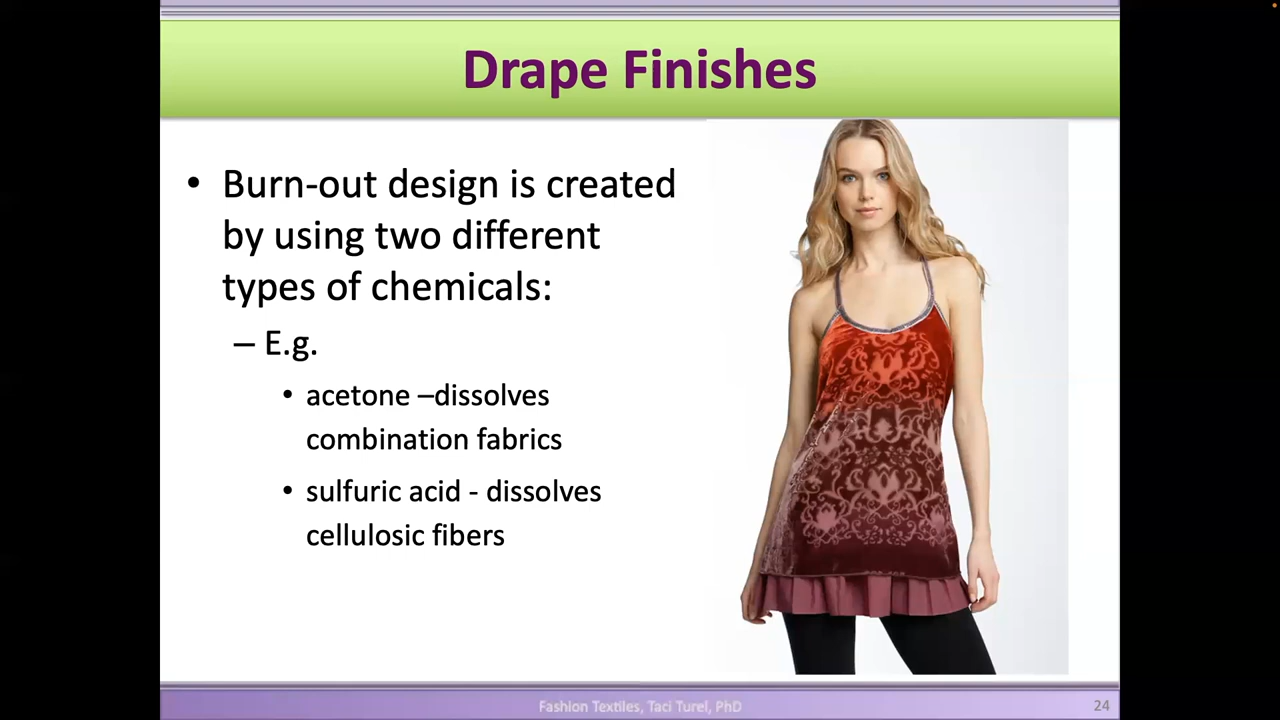 Drape Finishes
• Burn-out design is created
by using two different
types of chemicals:
– E.g.
• acetone –dissolves
combination fabrics
• sulfuric acid - dissolves
cellulosic fibers
Fashion Textiles, Taci Turel, PhD
24